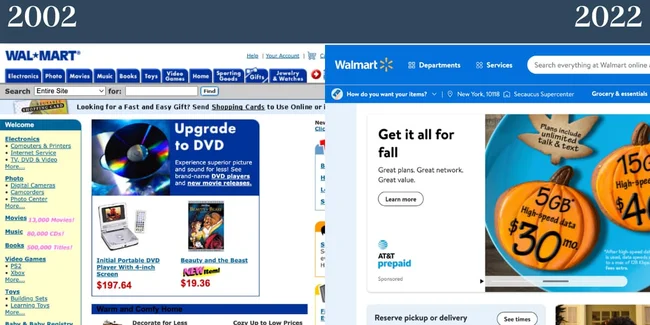 2002
2022
WAL★MART®
Help | Your Account |
Electronics Photo Movies Music Books Toys Video Games Home Sporting Goods Gifts Jewelry & Watches
Search Entire Site for: Find
Looking for a Fast and Easy Gift? Send Shopping Cards to Use Online or
Welcome
Electronics
• Computers & Printers
• Internet Service
• TV, DVD & Video
More...
Photo
• Digital Cameras
• Camcorders
• Photo Center
More...
Movies 13,000 Movies!
Music 80,000 CDs!
Books 500,000 Titles!
Video Games
• PS2
• Xbox
More...
Toys
• Building Sets
• Learning Toys
More...
Baby & Baby Registry
Upgrade
to DVD
Experience superior picture
and sound for less! See
brand-name DVD players
and new movie releases.
Initial Portable DVD
Player With 4-inch
Screen
$197.64
Beauty and the Beast
NEW Item!
$19.36
Warm and Comfy Home
Decorate for Less
Cozy Up to Low Prices
Walmart
Departments
Services
Search everything at Walmart online
How do you want your items?
New York, 10118
Secaucus Supercenter
Grocery & essentials
Get it all for
fall
Great plans. Great network.
Great value.
Learn more
AT&T
prepaid
Sponsored
Plans include
unlimited
talk & text
5GB*
High-speed data
$30/mo.
15G
High-speed
$4
Reserve pickup or delivery
See times